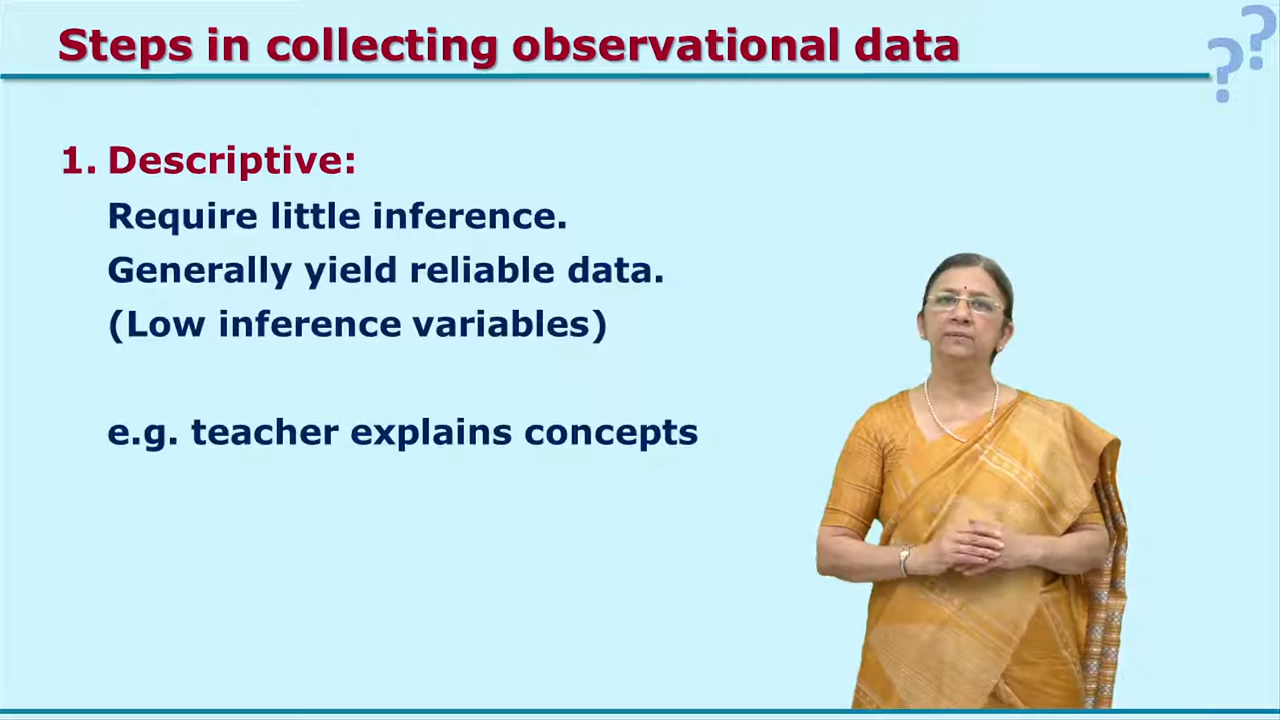 Steps in collecting observational data
??
1. Descriptive:
Require little inference.
Generally yield reliable data.
(Low inference variables)
e.g. teacher explains concepts